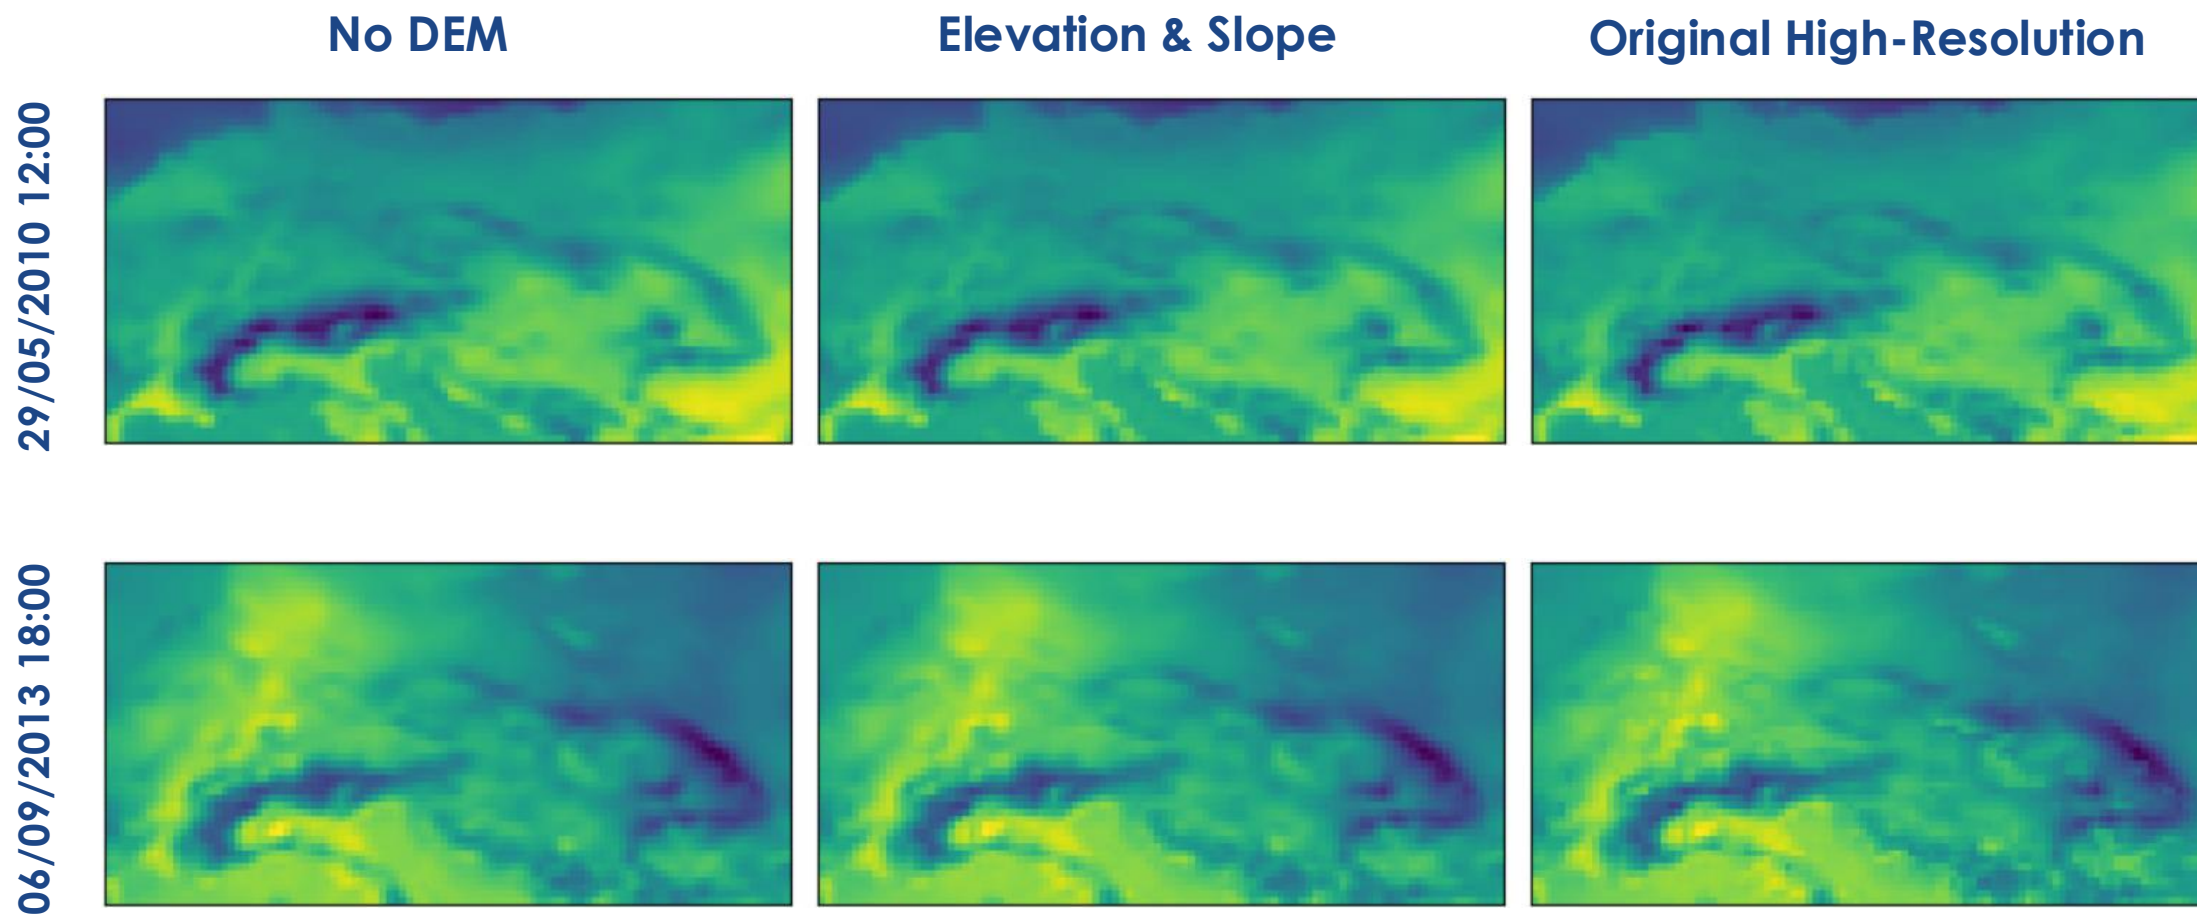 No DEM
Elevation & Slope
Original High-Resolution
29/05/2010 12:00
06/09/2013 18:00